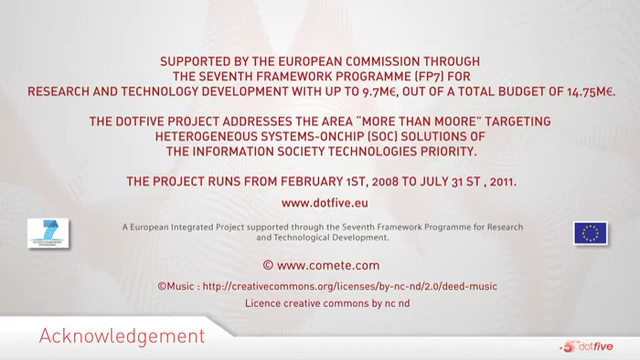 SUPPORTED BY THE EUROPEAN COMMISSION THROUGH
THE SEVENTH FRAMEWORK PROGRAMME (FP7) FOR
RESEARCH AND TECHNOLOGY DEVELOPMENT WITH UP TO 9.7M€, OUT OF A TOTAL BUDGET OF 14.75M€.
THE DOTFIVE PROJECT ADDRESSES THE AREA “MORE THAN MOORE” TARGETING
HETEROGENEOUS SYSTEMS-ONCHIP (SOC) SOLUTIONS OF
THE INFORMATION SOCIETY TECHNOLOGIES PRIORITY.
THE PROJECT RUNS FROM FEBRUARY 1ST, 2008 TO JULY 31 ST , 2011.
www.dotfive.eu
A European Integrated Project supported through the Seventh Framework Programme for Research
and Technological Development.
© www.comete.com
©Music : http://creativecommons.org/licenses/by-nc-nd/2.0/deed-music
Licence creative commons by nc nd
Acknowledgement
.5 dotfive